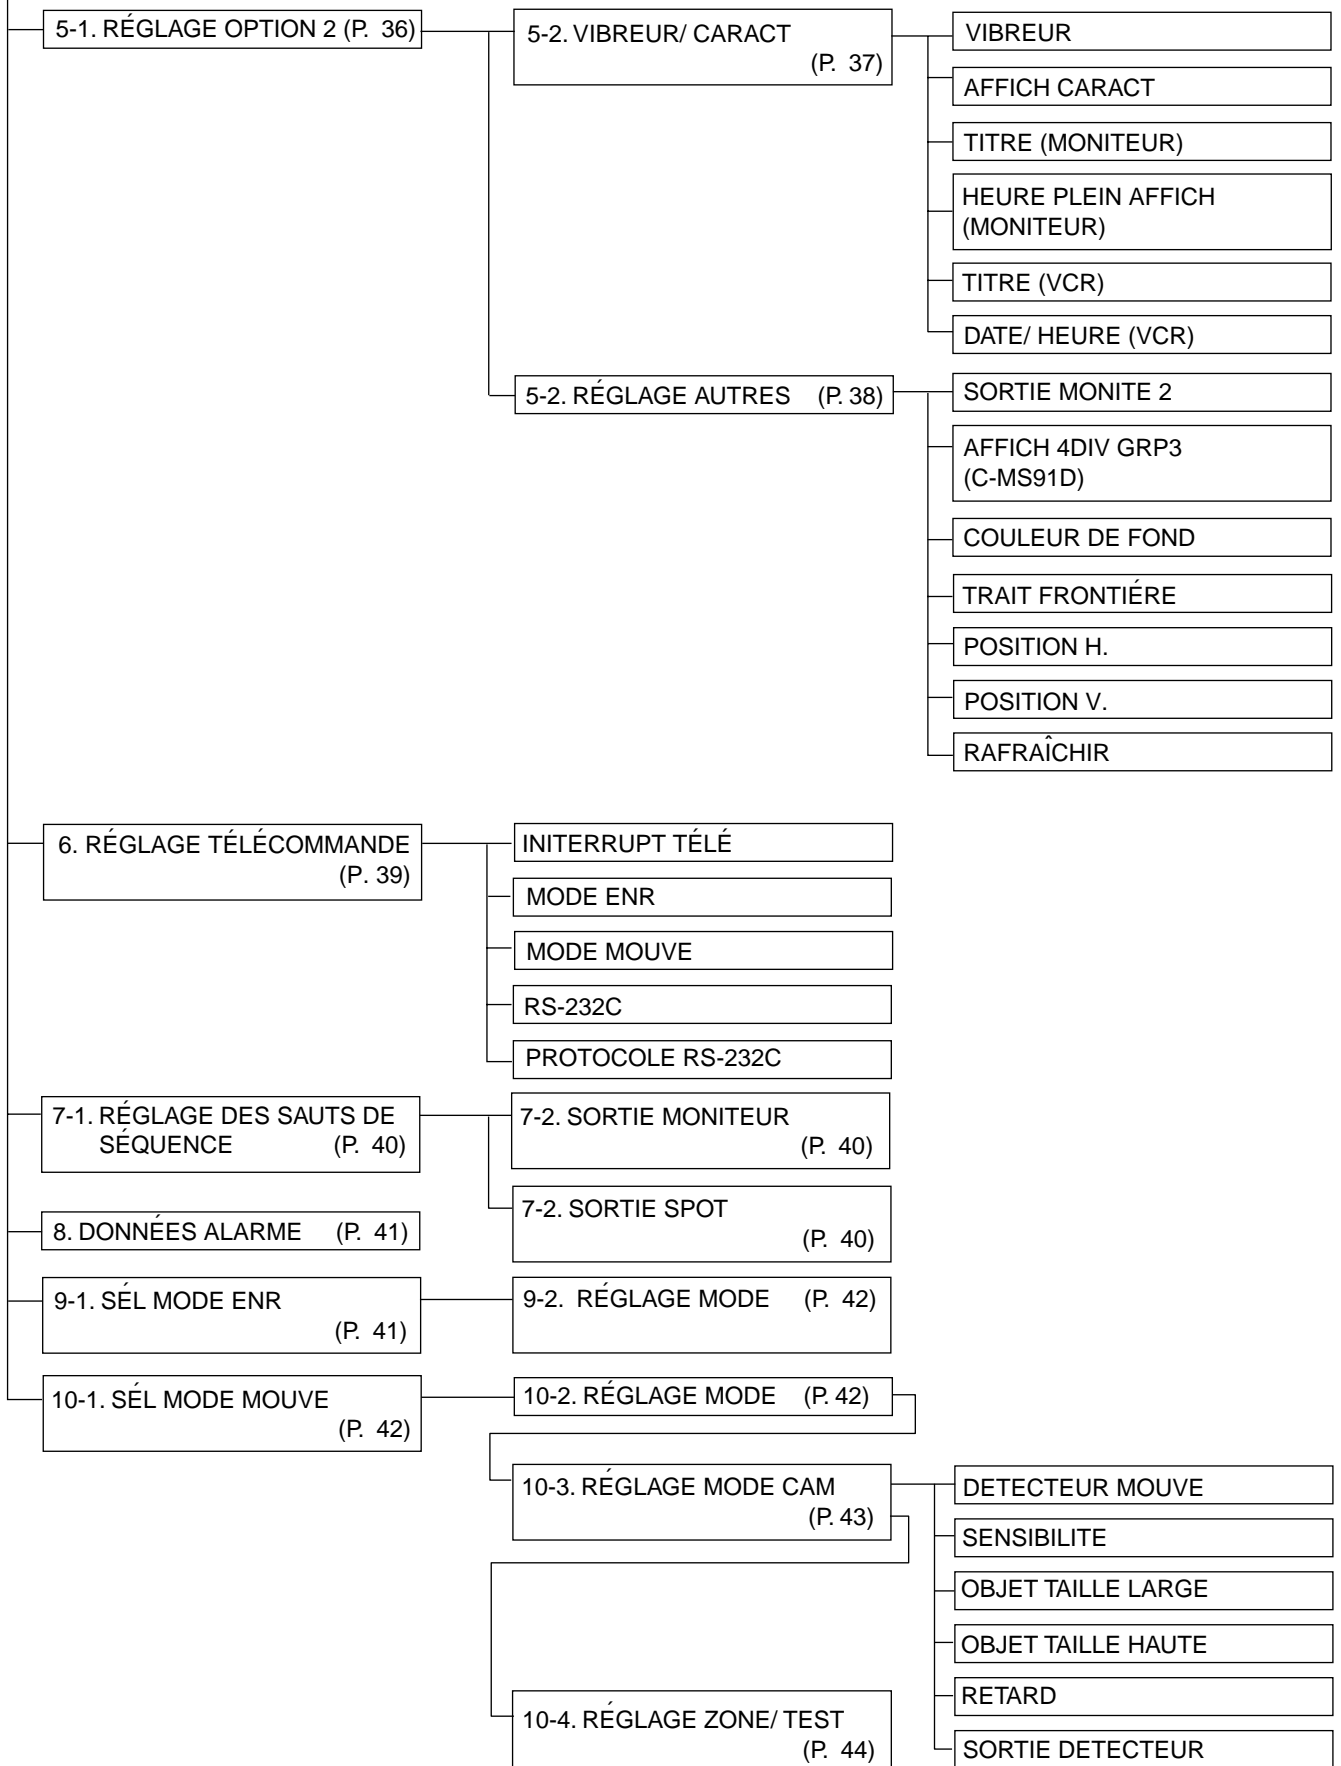 5-1. RÉGLAGE OPTION 2 (P. 36)
5-2. VIBREUR/ CARACT
(P. 37)
VIBREUR
AFFICH CARACT
TITRE (MONITEUR)
HEURE PLEIN AFFICH
(MONITEUR)
TITRE (VCR)
DATE/ HEURE (VCR)
5-2. RÉGLAGE AUTRES (P. 38)
SORTIE MONITE 2
AFFICH 4DIV GRP3
(C-MS91D)
COULEUR DE FOND
TRAIT FRONTIÉRE
POSITION H.
POSITION V.
RAFRAÎCHIR
6. RÉGLAGE TÉLÉCOMMANDE
(P. 39)
INITERRUPT TÉLÉ
MODE ENR
MODE MOUVE
RS-232C
PROTOCOLE RS-232C
7-1. RÉGLAGE DES SAUTS DE
SÉQUENCE (P. 40)
7-2. SORTIE MONITEUR
(P. 40)
7-2. SORTIE SPOT
(P. 40)
8. DONNÉES ALARME (P. 41)
9-1. SÉL MODE ENR
(P. 41)
9-2. RÉGLAGE MODE (P. 42)
10-1. SÉL MODE MOUVE
(P. 42)
10-2. RÉGLAGE MODE (P. 42)
10-3. RÉGLAGE MODE CAM
(P. 43)
DETECTEUR MOUVE
SENSIBILITE
OBJET TAILLE LARGE
OBJET TAILLE HAUTE
RETARD
SORTIE DETECTEUR
10-4. RÉGLAGE ZONE/ TEST
(P. 44)